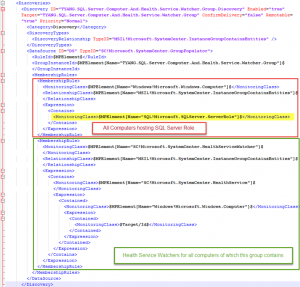 <Discoveries>
<Discovery ID="TYANU.SQL.Server.Computer.And.Health.Service.Watcher.Group.Discovery" Enabled="true"
Target="TYANU.SQL.Server.Computer.And.Health.Service.Watcher.Group" ConfirmDelivery="false" Remotable
="true" Priority="Normal">
<Category>Discovery</Category>
<DiscoveryTypes>
<DiscoveryRelationship TypeID="MSIL!Microsoft.SystemCenter.InstanceGroupContainsEntities" />
</DiscoveryTypes>
<DataSource ID="DS" TypeID="SC!Microsoft.SystemCenter.GroupPopulator">
<RuleId>$MPElement$</RuleId>
<GroupInstanceId>$MPElement[Name="TYANU.SQL.Server.Computer.And.Health.Service.Watcher.Group"]$
</GroupInstanceId>
<MembershipRules>
<MembershipRule>
<MonitoringClass>$MPElement[Name="Windows!Microsoft.Windows.Computer"]$</MonitoringClass>
<RelationshipClass>$MPElement[Name="MSIL!Microsoft.SystemCenter.InstanceGroupContainsEntities"]$
</RelationshipClass>
<Expression>
<Contains>
<MonitoringClass>$MPElement[Name="SQL!Microsoft.SQLServer.ServerRole"]$</MonitoringClass>
</Contains>
</Expression>
</MembershipRule>
All Computers hosting SQL Server Role
<MembershipRule>
<MonitoringClass>$MPElement[Name="SC!Microsoft.SystemCenter.HealthServiceWatcher"]$
</MonitoringClass>
<RelationshipClass>$MPElement[Name="MSIL!Microsoft.SystemCenter.InstanceGroupContainsEntities"]$
</RelationshipClass>
<Expression>
<Contains>
<MonitoringClass>$MPElement[Name="SC!Microsoft.SystemCenter.HealthService"]$
</MonitoringClass>
<Expression>
<Contained>
<MonitoringClass>$MPElement[Name="Windows!Microsoft.Windows.Computer"]$</MonitoringClass>
<Expression>
<Contained>
<MonitoringClass>$Target/Id$</MonitoringClass>
</Contained>
</Expression>
</Contained>
</Expression>
</Contains>
</Expression>
</MembershipRule>
Health Service Watchers for all computers of which this group contains
</MembershipRules>
</DataSource>
</Discovery>